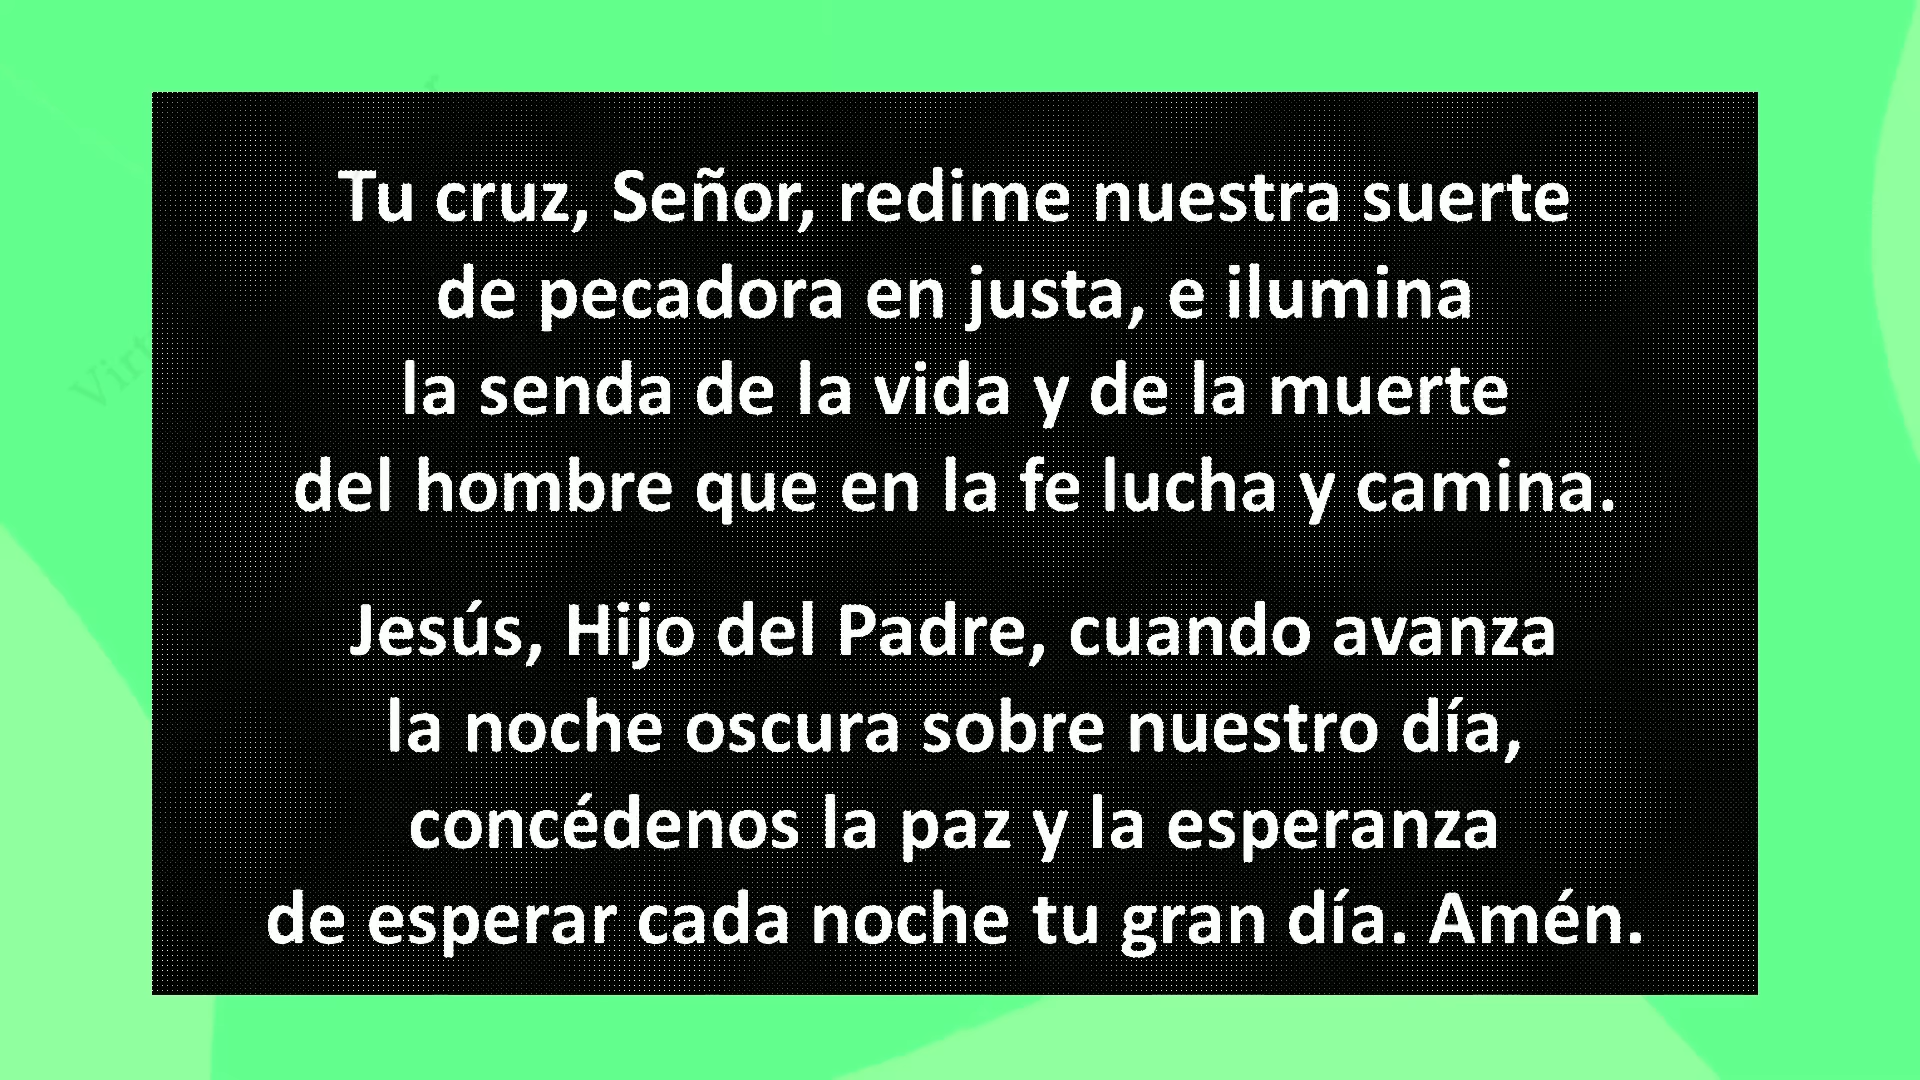 Tu cruz, Señor, redime nuestra suerte
de pecadora en justa, e ilumina
la senda de la vida y de la muerte
del hombre que en la fe lucha y camina.
Jesús, Hijo del Padre, cuando avanza
la noche oscura sobre nuestro día,
concédenos la paz y la esperanza
de esperar cada noche tu gran día. Amén.